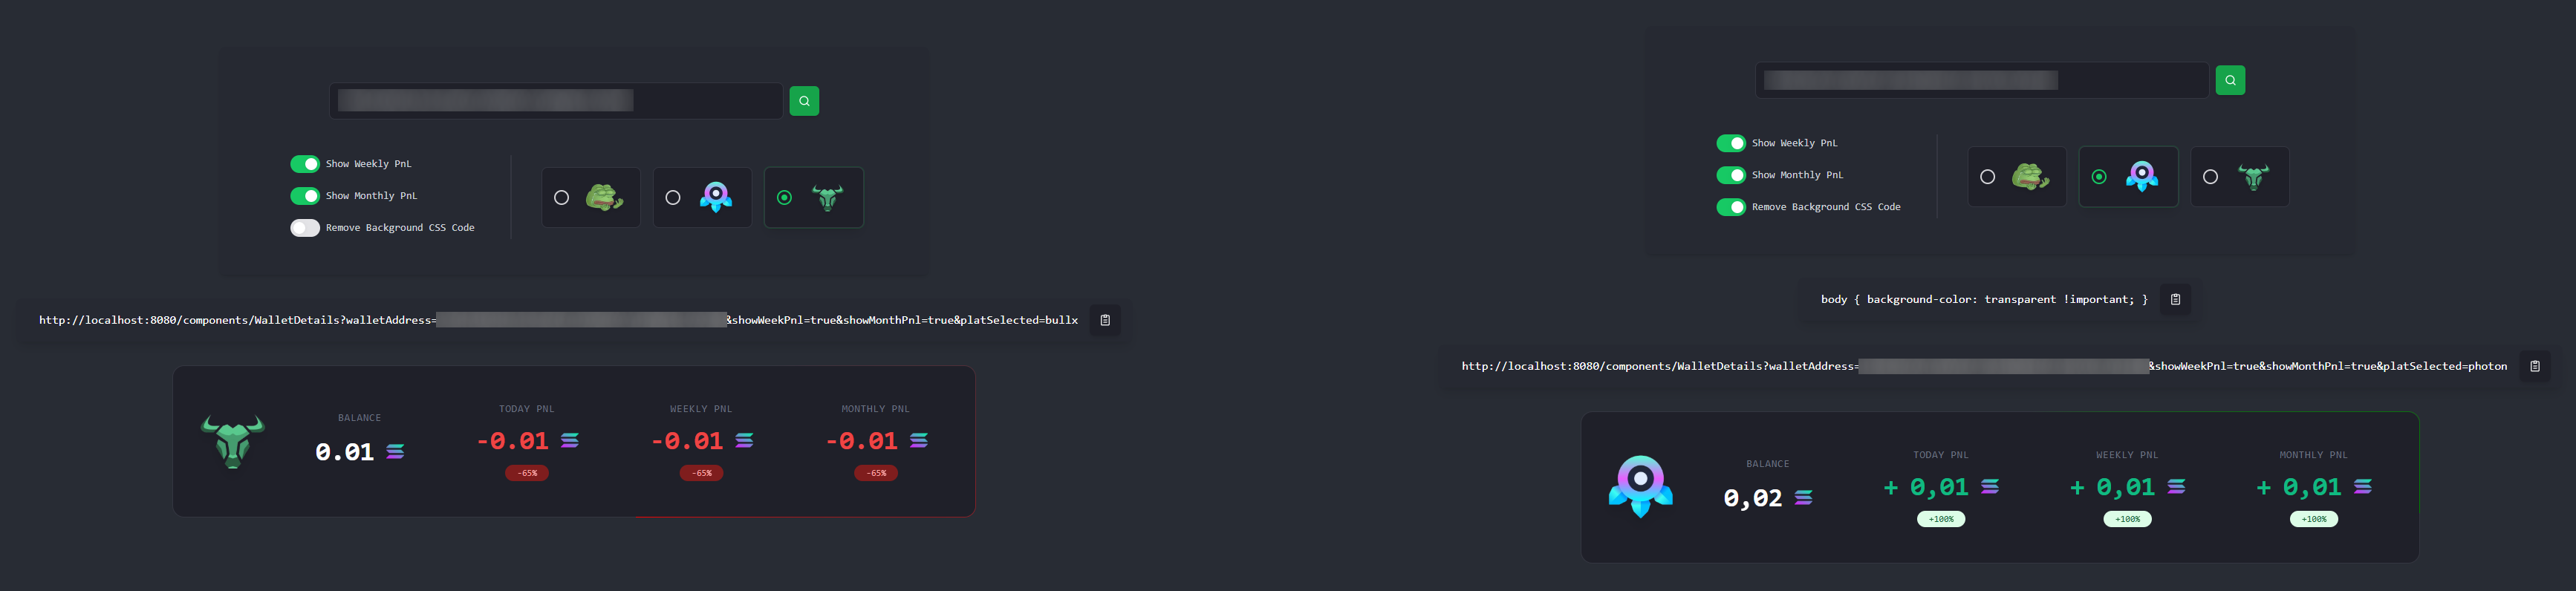 Show Weekly PnL
Show Monthly PnL
Remove Background CSS Code
http://localhost:8080/components/WalletDetails?walletAddress=
&showWeekPnl=true&showMonthPnl=true&platSelected=bullx
BALANCE
0.01
TODAY PNL
-0.01
-65%
WEEKLY PNL
-0.01
-65%
MONTHLY PNL
-0.01
-65%
Show Weekly PnL
Show Monthly PnL
Remove Background CSS Code
body { background-color: transparent !important; }
http://localhost:8080/components/WalletDetails?walletAddress=
&showWeekPnl=true&showMonthPnl=true&platSelected=photon
BALANCE
0,02
TODAY PNL
+ 0,01
+100%
WEEKLY PNL
+ 0,01
+100%
MONTHLY PNL
+ 0,01
+100%